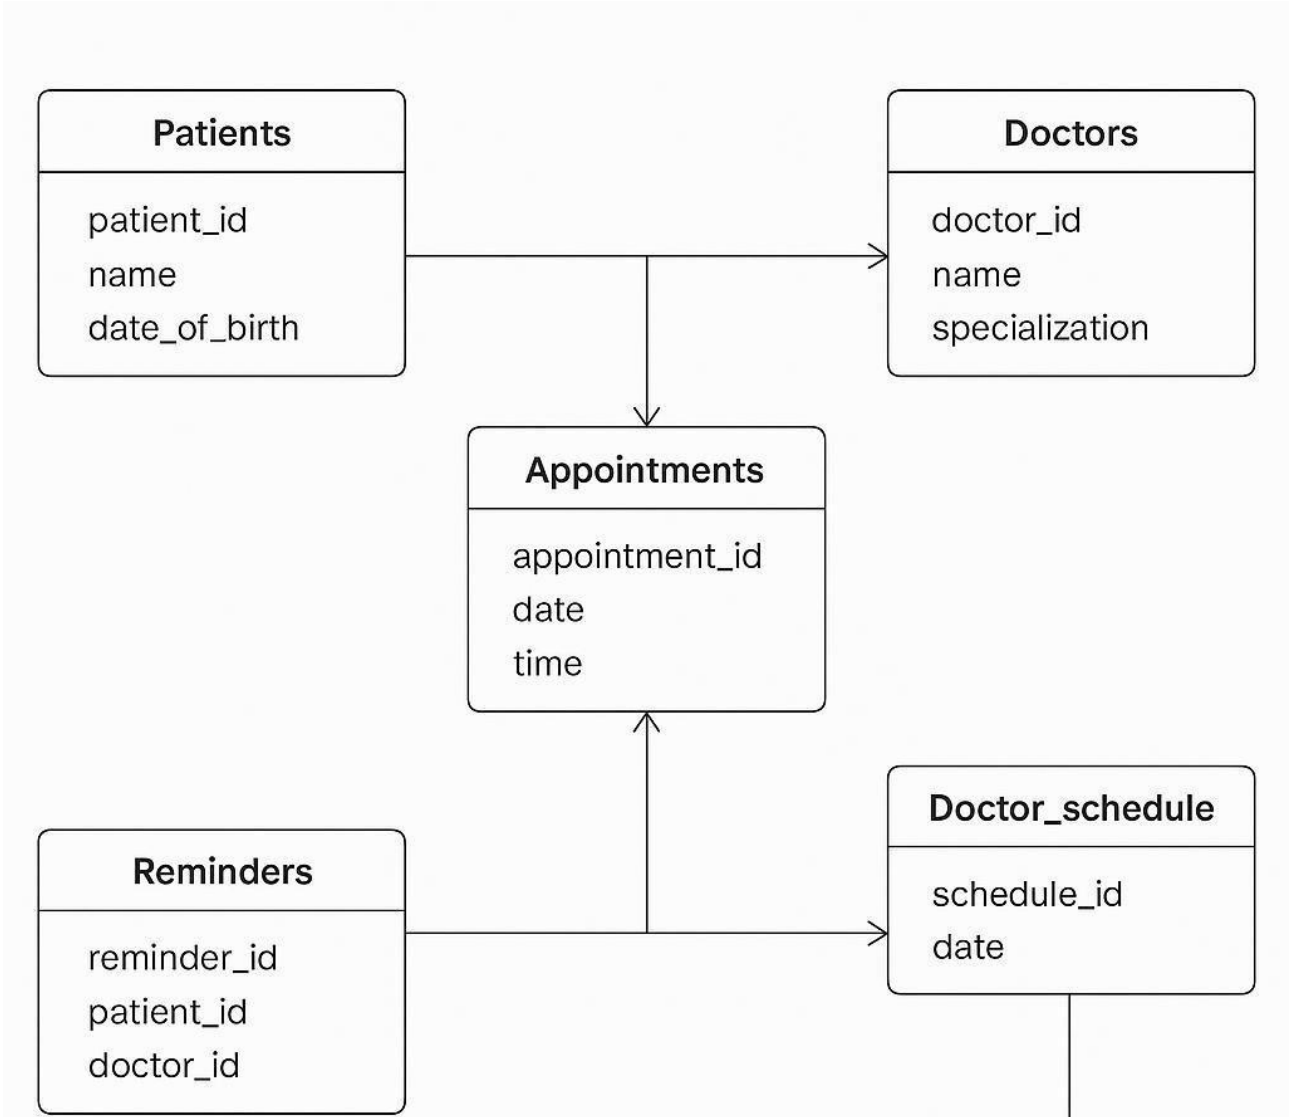 Patients
patient_id
name
date_of_birth
Doctors
doctor_id
name
specialization
Appointments
appointment_id
date
time
Reminders
reminder_id
patient_id
doctor_id
Doctor_schedule
schedule_id
date